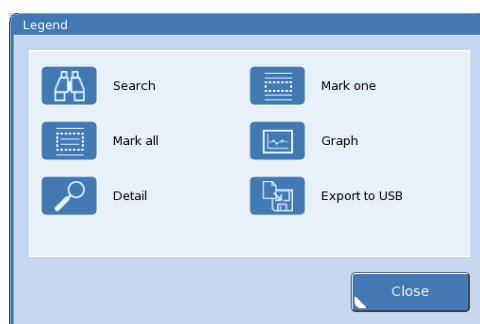 Legend
Search
Mark one
Mark all
Graph
Detail
Export to USB
Close